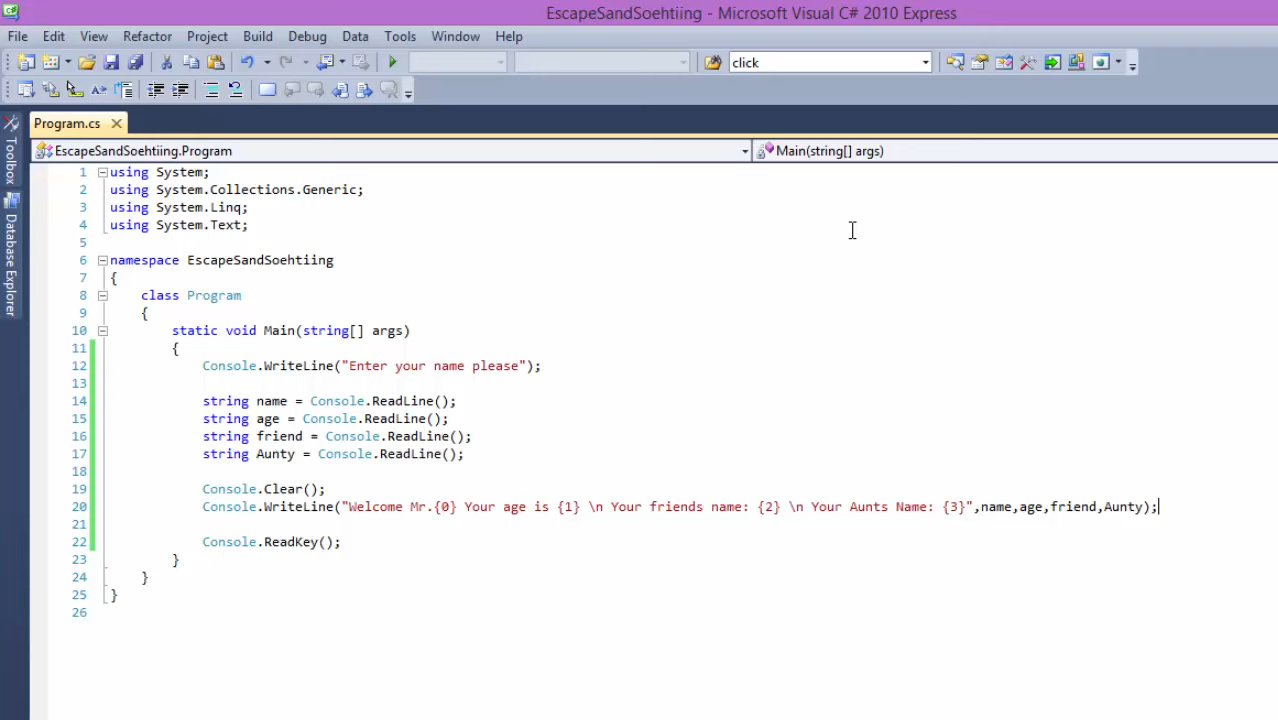 EscapeSandSoehtiing - Microsoft Visual C# 2010 Express
File Edit View Refactor Project Build Debug Data Tools Window Help
click
Program.cs
EscapeSandSoehtiing.Program Main(string[] args)
Toolbox
Database Explorer
1 using System;
2 using System.Collections.Generic;
3 using System.Linq;
4 using System.Text;
5
6 namespace EscapeSandSoehtiing
7 {
8 class Program
9 {
10 static void Main(string[] args)
11 {
12 Console.WriteLine("Enter your name please");
13
14 string name = Console.ReadLine();
15 string age = Console.ReadLine();
16 string friend = Console.ReadLine();
17 string Aunty = Console.ReadLine();
18
19 Console.Clear();
20 Console.WriteLine("Welcome Mr.{0} Your age is {1} \n Your friends name: {2} \n Your Aunts Name: {3}",name,age,friend,Aunty);
21
22 Console.ReadKey();
23 }
24 }
25 }
26